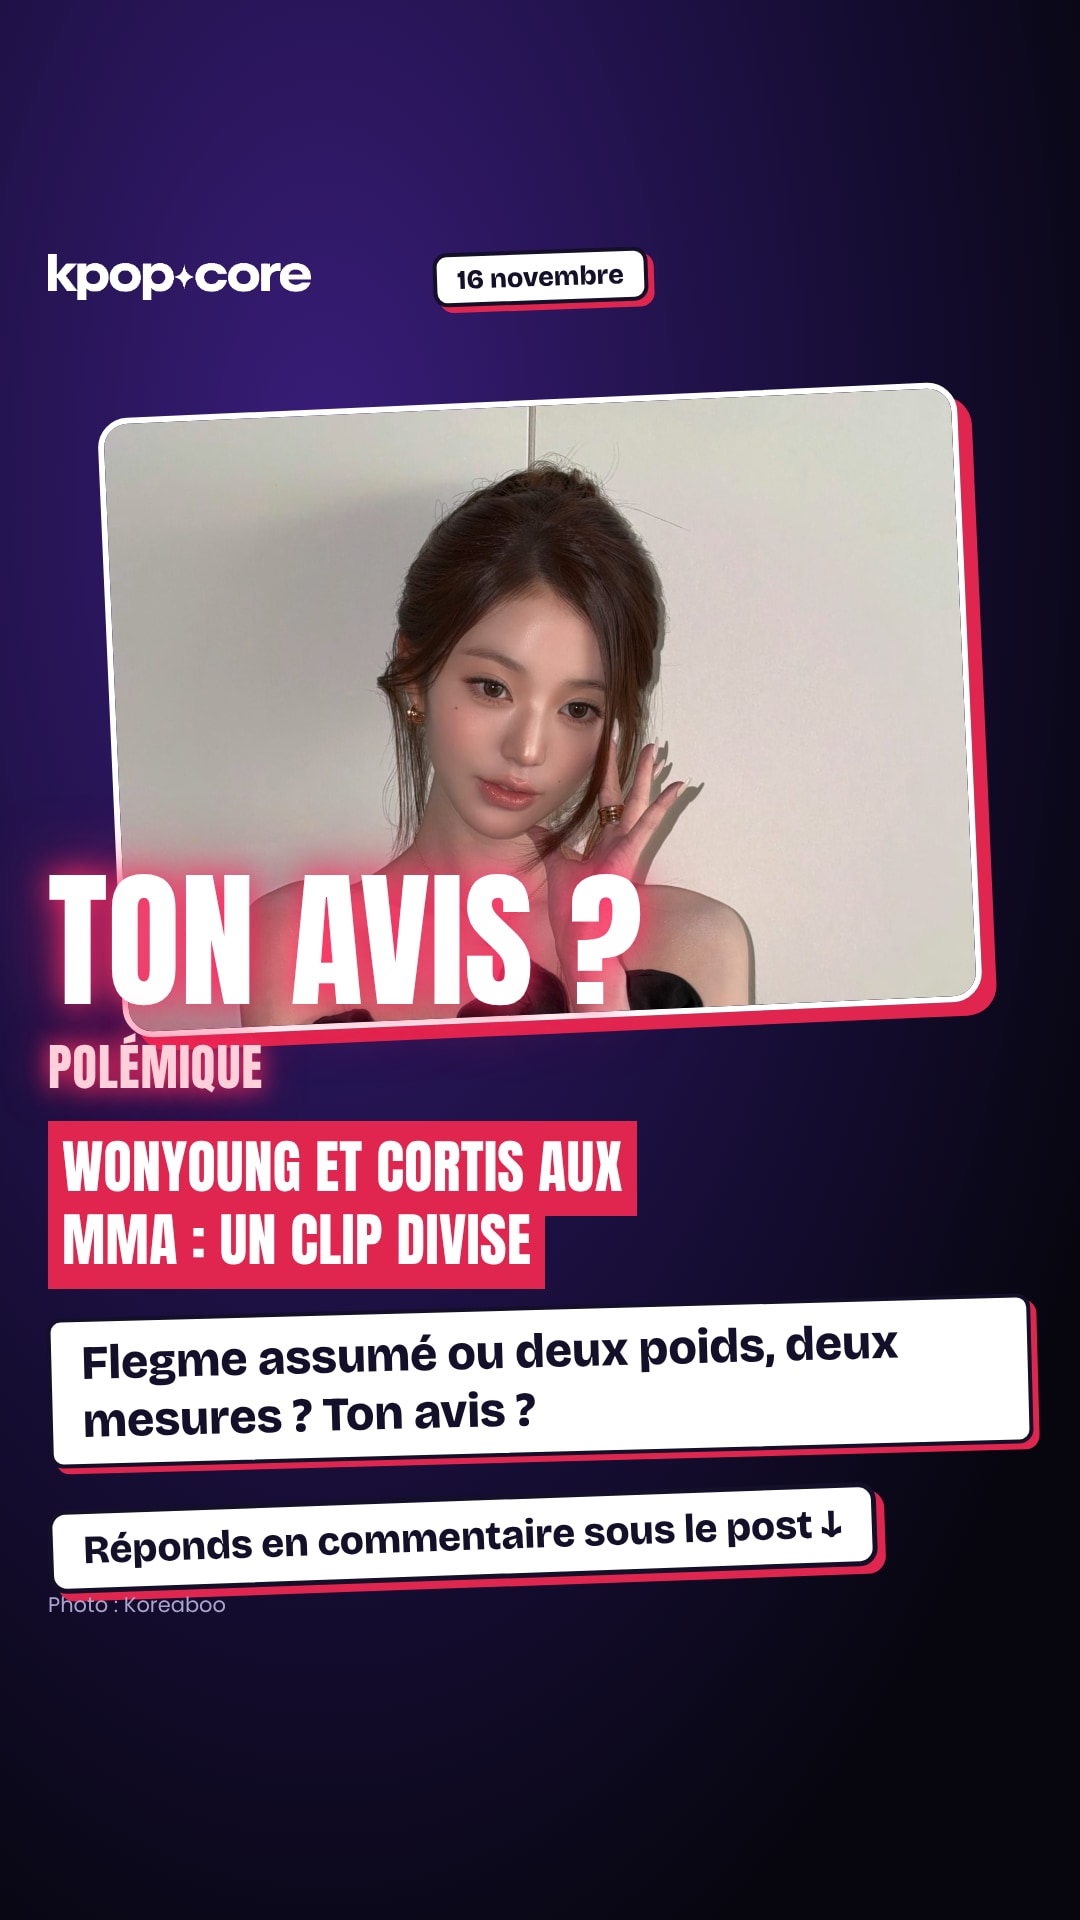 kpop✦core
16 novembre
TON AVIS ?
POLÉMIQUE
WONYOUNG ET CORTIS AUX
MMA : UN CLIP DIVISE
Flegme assumé ou deux poids, deux
mesures ? Ton avis ?
Réponds en commentaire sous le post ↓
Photo : Koreaboo